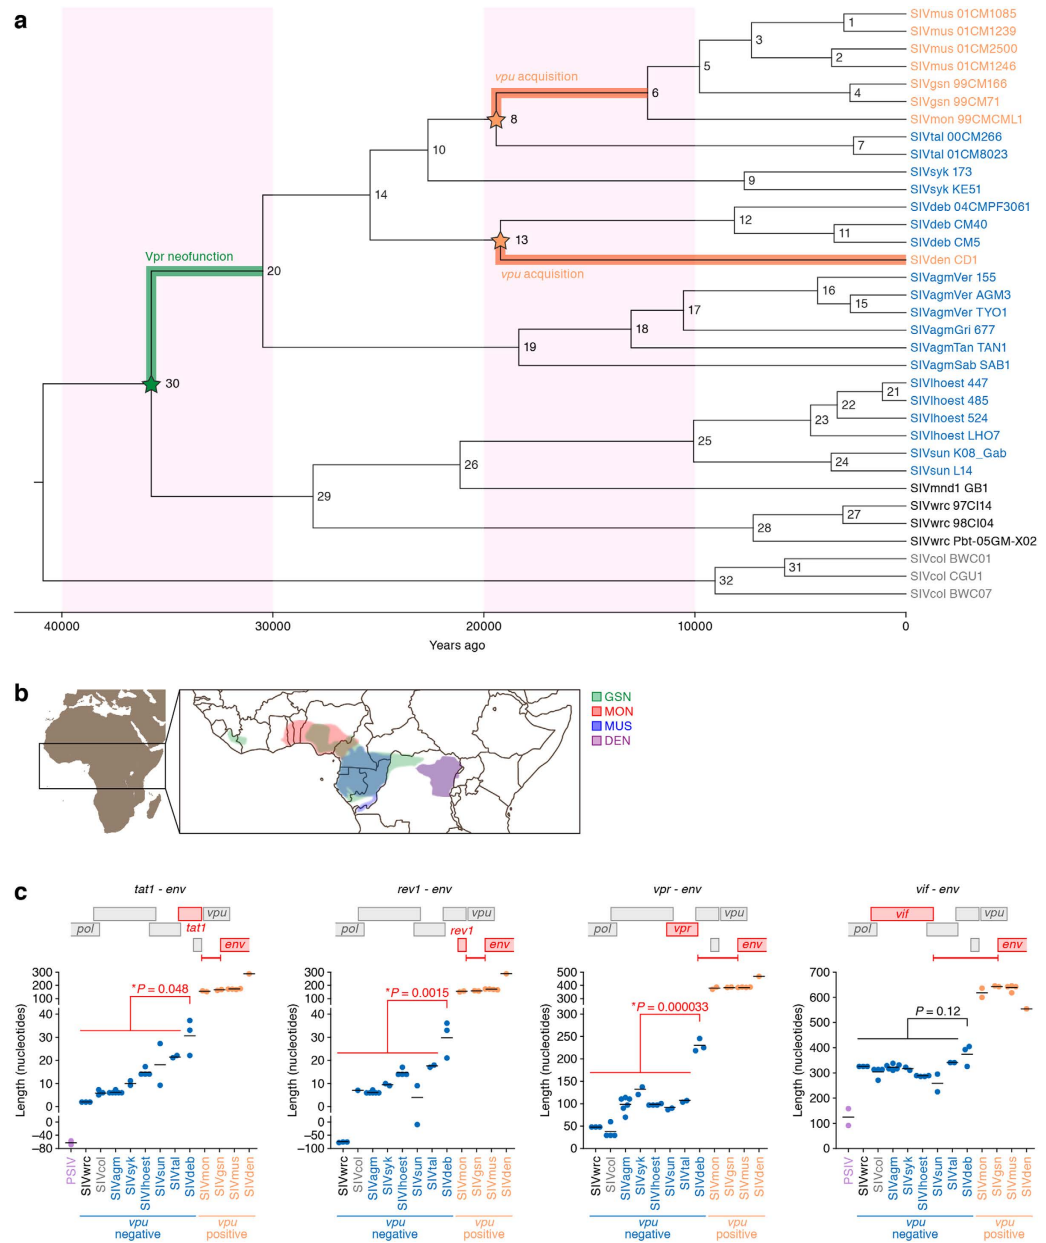 a
SIVmus 01CM1085
SIVmus 01CM1239
SIVmus 01CM2500
SIVmus 01CM1246
SIVgsn 99CM166
SIVgsn 99CM71
SIVmon 99CMCML1
SIVtal 00CM266
SIVtal 01CM8023
SIVsyk 173
SIVsyk KE51
SIVdeb 04CMPF3061
SIVdeb CM40
SIVdeb CM5
SIVden CD1
SIVagmVer 155
SIVagmVer AGM3
SIVagmVer TYO1
SIVagmGri 677
SIVagmTan TAN1
SIVagmSab SAB1
SIVlhoest 447
SIVlhoest 485
SIVlhoest 524
SIVlhoest LHO7
SIVsun K08_Gab
SIVsun L14
SIVmnd1 GB1
SIVwrc 97CI14
SIVwrc 98CI04
SIVwrc Pbt-05GM-X02
SIVcol BWC01
SIVcol CGU1
SIVcol BWC07
1
3
2
5
4
vpu acquisition
6
8
7
10
9
14
12
11
13
vpu acquisition
Vpr neofunction
20
16
15
17
18
19
30
21
22
23
25
24
26
29
27
28
31
32
40000 30000 20000 10000 0
Years ago
b
GSN
MON
MUS
DEN
c
tat1 - env
pol
vpu
tat1
env
Length (nucleotides)
300
200
100
40
30
20
10
0
0
−40
−80
*P = 0.048
PSIV SIVwrc SIVcol SIVagm SIVsyk SIVlhoest SIVsun SIVtal SIVdeb SIVmon SIVgsn SIVmus SIVden
vpu negative
vpu positive
rev1 - env
pol
vpu
rev1
env
Length (nucleotides)
300
200
100
40
30
20
10
0
0
−50
−100
*P = 0.0015
SIVwrc SIVcol SIVagm SIVsyk SIVlhoest SIVsun SIVtal SIVdeb SIVmon SIVgsn SIVmus SIVden
vpu negative
vpu positive
vpr - env
pol
vpr
vpu
env
Length (nucleotides)
500
400
300
300
250
200
150
100
50
0
*P = 0.000033
SIVwrc SIVcol SIVagm SIVsyk SIVlhoest SIVsun SIVtal SIVdeb SIVmon SIVgsn SIVmus SIVden
vpu negative
vpu positive
vif - env
vif
vpu
pol
env
Length (nucleotides)
700
600
500
400
300
200
100
0
P = 0.12
PSIV SIVwrc SIVcol SIVagm SIVsyk SIVlhoest SIVsun SIVtal SIVdeb SIVmon SIVgsn SIVmus SIVden
vpu negative
vpu positive